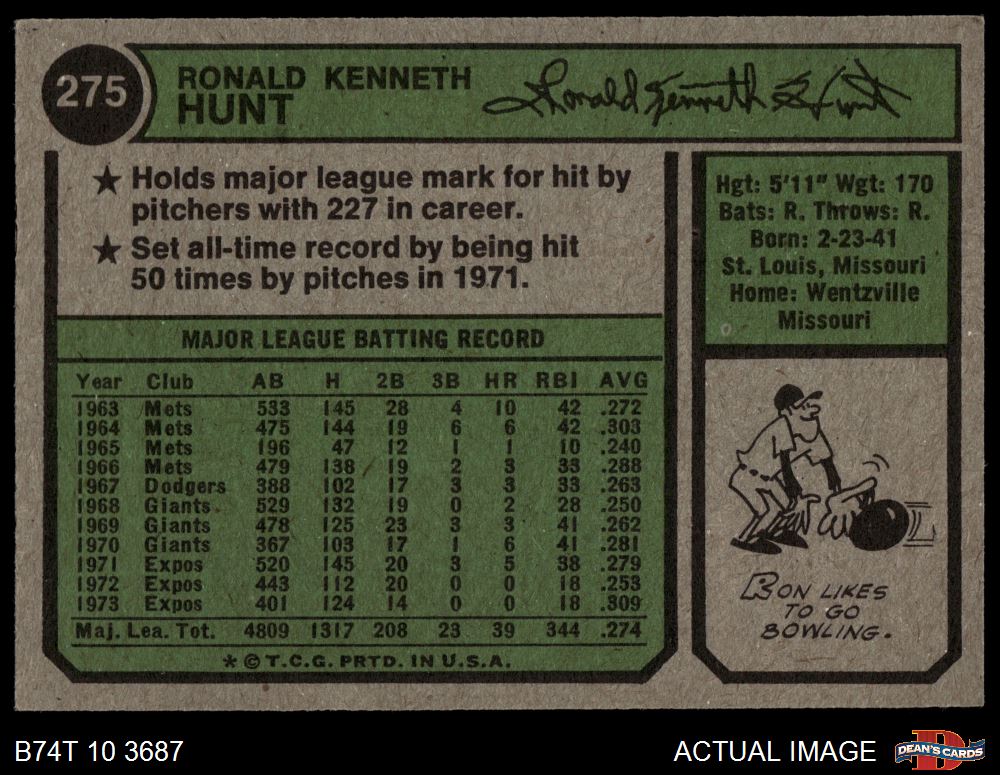 275
RONALD KENNETH
HUNT
Ronald Kenneth Hunt
★ Holds major league mark for hit by
pitchers with 227 in career.
★ Set all-time record by being hit
50 times by pitches in 1971.
Hgt: 5'11" Wgt: 170
Bats: R. Throws: R.
Born: 2-23-41
St. Louis, Missouri
Home: Wentzville
Missouri
MAJOR LEAGUE BATTING RECORD
Year Club AB H 2B 3B HR RBI AVG
1963 Mets 533 145 28 4 10 42 .272
1964 Mets 475 144 19 6 6 42 .303
1965 Mets 196 47 12 1 1 10 .240
1966 Mets 479 138 19 2 3 33 .288
1967 Dodgers 388 102 17 3 3 33 .263
1968 Giants 529 132 19 0 2 28 .250
1969 Giants 478 125 23 3 3 41 .262
1970 Giants 367 103 17 1 6 41 .281
1971 Expos 520 145 20 3 5 38 .279
1972 Expos 443 112 20 0 0 18 .253
1973 Expos 401 124 14 0 0 18 .309
Maj. Lea. Tot. 4809 1317 208 23 39 344 .274
* © T.C.G. PRTD. IN U.S.A.
RON LIKES
TO GO
BOWLING.
B74T 10 3687
ACTUAL IMAGE
D
DEAN'S CARDS